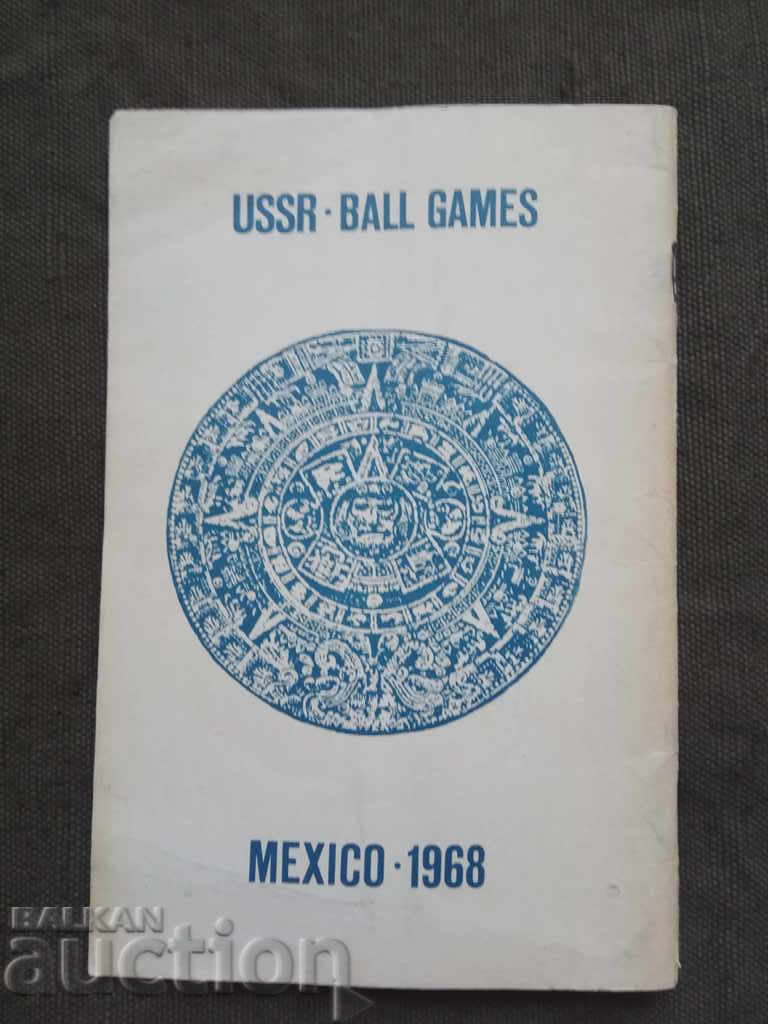 USSR · BALL GAMES
MEXICO · 1968
BALKAN
auction